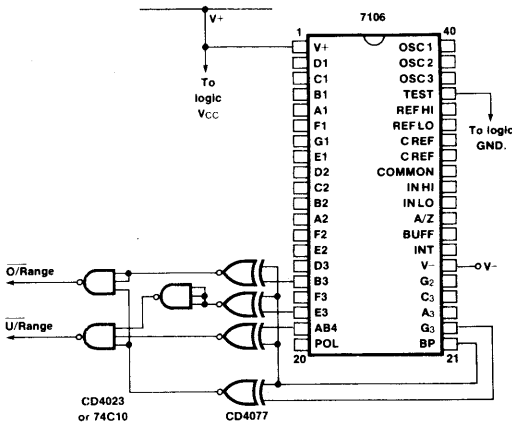 V+
7106
1
40
V+
D1
C1
B1
A1
F1
G1
E1
D2
C2
B2
A2
F2
E2
D3
B3
F3
E3
AB4
POL
20
OSC 1
OSC 2
OSC 3
TEST
REF HI
REF LO
C REF
C REF
COMMON
IN HI
IN LO
A/Z
BUFF
INT
V−
G2
C3
A3
G3
BP
21
To
logic
VCC
To logic
GND.
V−
O/Range
U/Range
CD4023
or 74C10
CD4077